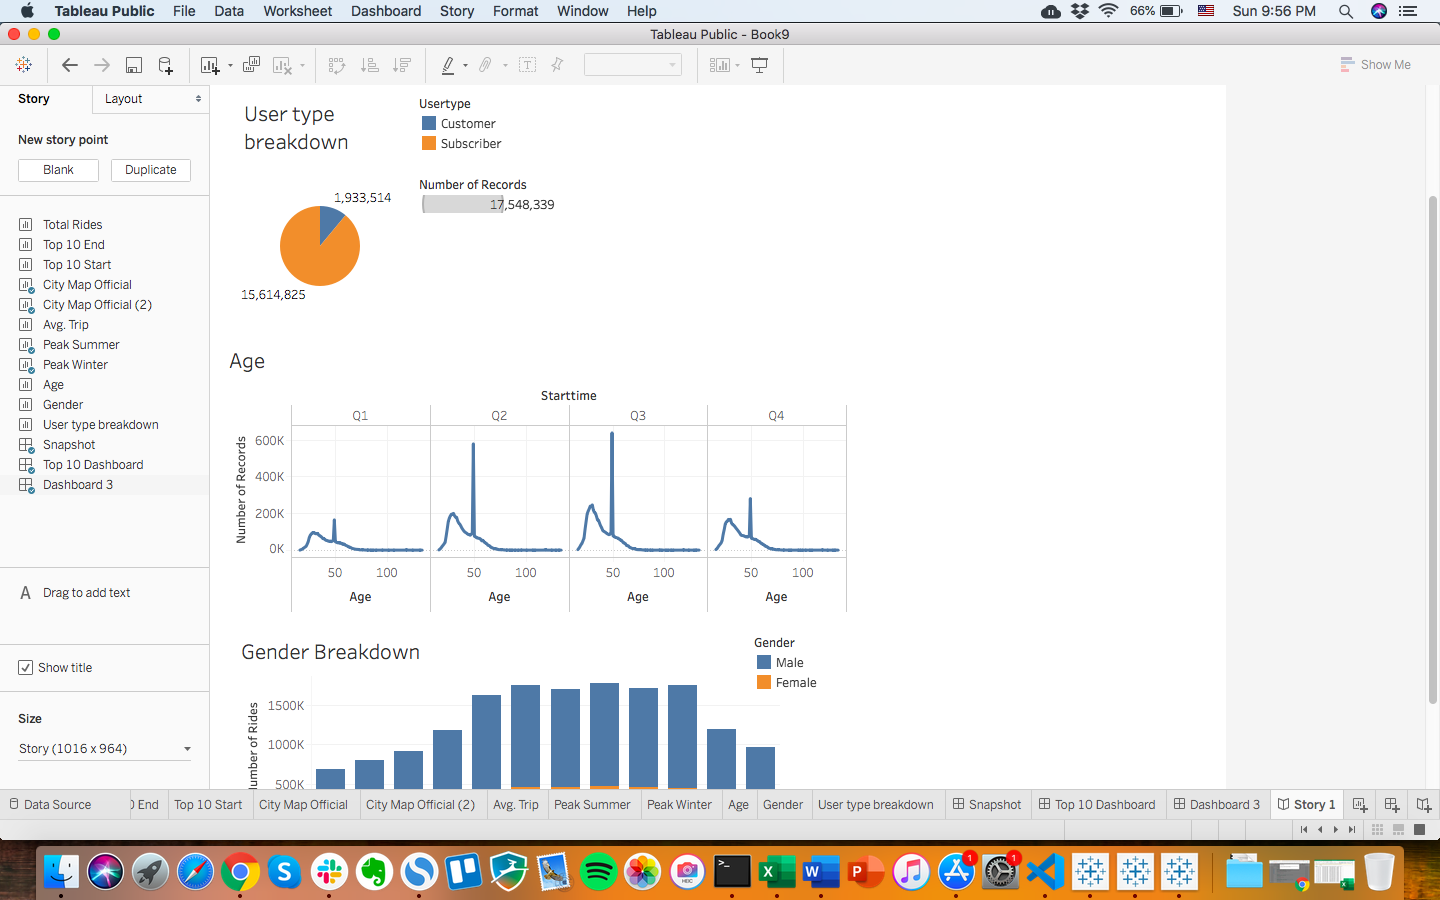 Tableau Public File Data Worksheet Dashboard Story Format Window Help 66% Sun 9:56 PM
Tableau Public - Book9
Show Me
Story Layout
New story point
Blank Duplicate
Total Rides
Top 10 End
Top 10 Start
City Map Official
City Map Official (2)
Avg. Trip
Peak Summer
Peak Winter
Age
Gender
User type breakdown
Snapshot
Top 10 Dashboard
Dashboard 3
A Drag to add text
Show title
Size
Story (1016 x 964)
User type
breakdown
Usertype
Customer
Subscriber
Number of Records
17,548,339
1,933,514
15,614,825
Age
Starttime
Q1 Q2 Q3 Q4
Number of Records
600K
400K
200K
0K
50 100 50 100 50 100 50 100
Age Age Age Age
Gender Breakdown
Gender
Male
Female
of Rides
1500K
1000K
500K
Data Source End Top 10 Start City Map Official City Map Official (2) Avg. Trip Peak Summer Peak Winter Age Gender User type breakdown Snapshot Top 10 Dashboard Dashboard 3 Story 1
1 1